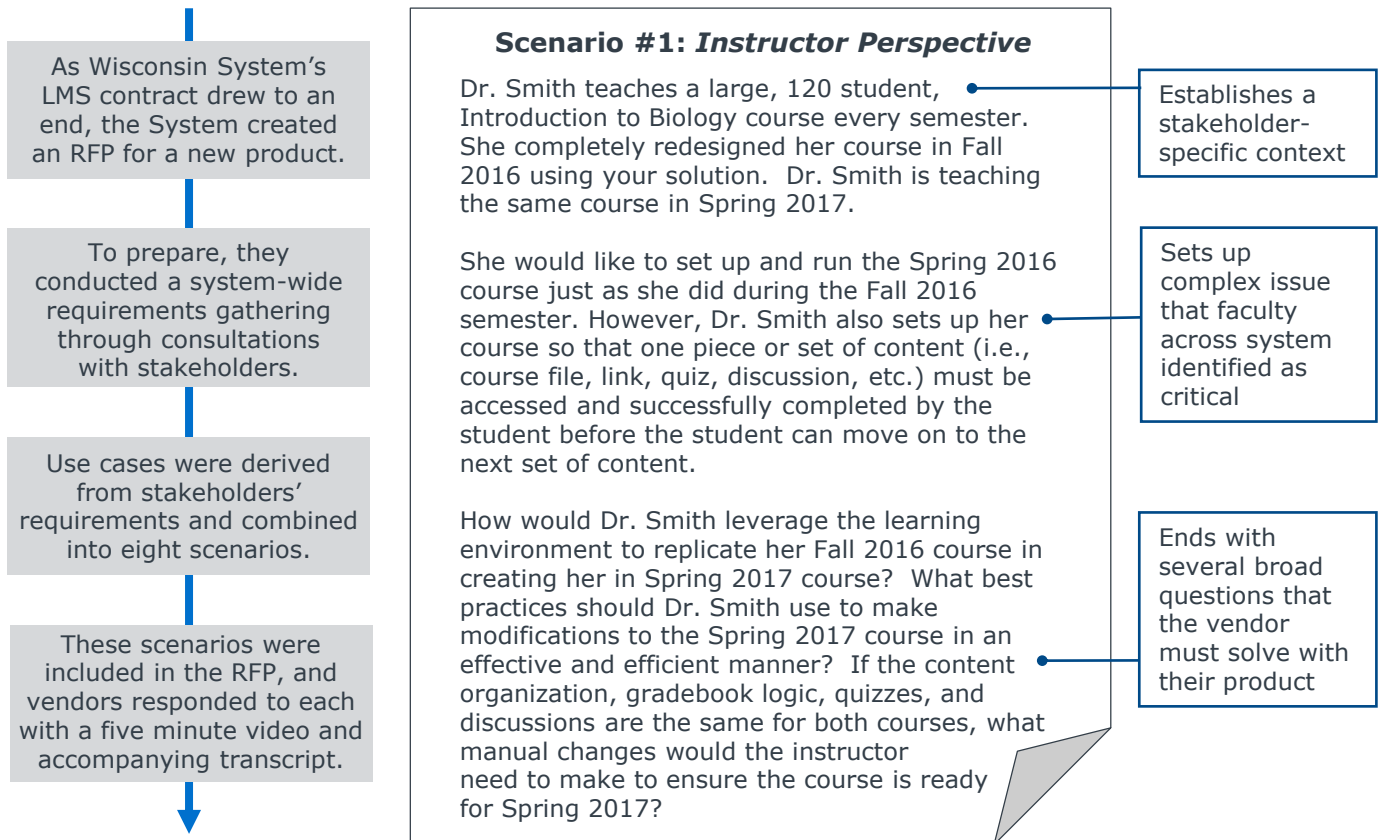 As Wisconsin System’s
LMS contract drew to an
end, the System created
an RFP for a new product.
To prepare, they
conducted a system-wide
requirements gathering
through consultations
with stakeholders.
Use cases were derived
from stakeholders’
requirements and combined
into eight scenarios.
These scenarios were
included in the RFP, and
vendors responded to each
with a five minute video and
accompanying transcript.
Scenario #1: Instructor Perspective
Dr. Smith teaches a large, 120 student,
Introduction to Biology course every semester.
She completely redesigned her course in Fall
2016 using your solution.  Dr. Smith is teaching
the same course in Spring 2017.
She would like to set up and run the Spring 2016
course just as she did during the Fall 2016
semester. However, Dr. Smith also sets up her
course so that one piece or set of content (i.e.,
course file, link, quiz, discussion, etc.) must be
accessed and successfully completed by the
student before the student can move on to the
next set of content.
How would Dr. Smith leverage the learning
environment to replicate her Fall 2016 course in
creating her in Spring 2017 course?  What best
practices should Dr. Smith use to make
modifications to the Spring 2017 course in an
effective and efficient manner?  If the content
organization, gradebook logic, quizzes, and
discussions are the same for both courses, what
manual changes would the instructor
need to make to ensure the course is ready
for Spring 2017?
Establishes a
stakeholder-
specific context
Sets up
complex issue
that faculty
across system
identified as
critical
Ends with
several broad
questions that
the vendor
must solve with
their product